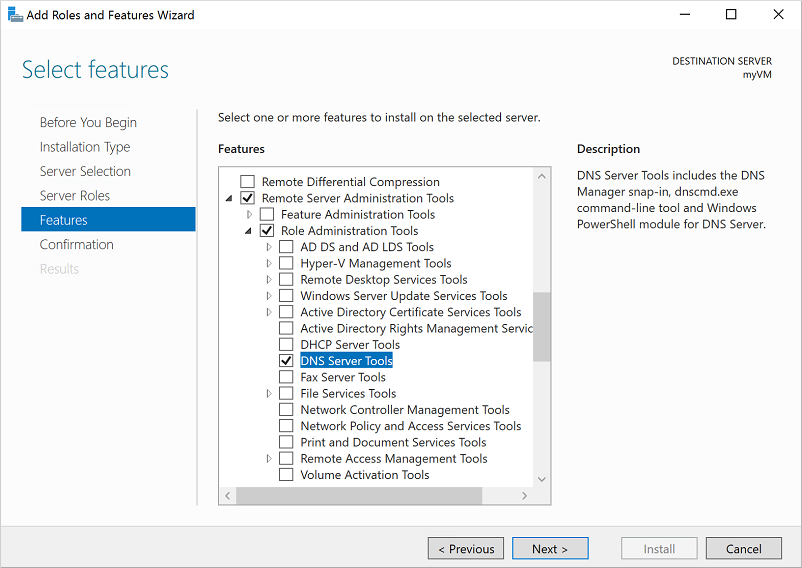 Add Roles and Features Wizard
Select features
DESTINATION SERVER
myVM
Before You Begin
Installation Type
Server Selection
Server Roles
Features
Confirmation
Results
Select one or more features to install on the selected server.
Features
Remote Differential Compression
Remote Server Administration Tools
Feature Administration Tools
Role Administration Tools
AD DS and AD LDS Tools
Hyper-V Management Tools
Remote Desktop Services Tools
Windows Server Update Services Tools
Active Directory Certificate Services Tools
Active Directory Rights Management Servic
DHCP Server Tools
DNS Server Tools
Fax Server Tools
File Services Tools
Network Controller Management Tools
Network Policy and Access Services Tools
Print and Document Services Tools
Remote Access Management Tools
Volume Activation Tools
Description
DNS Server Tools includes the DNS
Manager snap-in, dnscmd.exe
command-line tool and Windows
PowerShell module for DNS Server.
< Previous
Next >
Install
Cancel